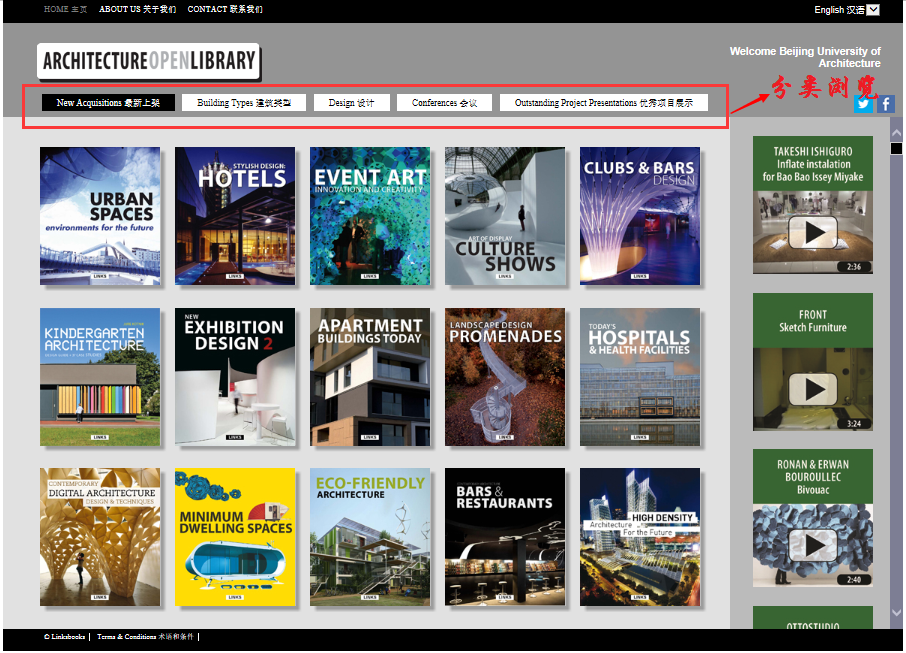 HOME 主页 ABOUT US 关于我们 CONTACT 联系我们
English 汉语
ARCHITECTUREOPENLIBRARY
Welcome Beijing University of
Architecture
分类浏览
New Acquisitions 最新上架 Building Types 建筑类型 Design 设计 Conferences 会议 Outstanding Project Presentations 优秀项目展示
URBAN
SPACES
environments for the future
LINKS
STYLISH DESIGN:
HOTELS
LINKS
EVENT ART
INNOVATION AND CREATIVITY
LINKS
ART OF DISPLAY
CULTURE
SHOWS
LINKS
CLUBS & BARS
DESIGN
LINKS
TAKESHI ISHIGURO
Inflate instalation
for Bao Bao Issey Miyake
2:36
KINDERGARTEN
ARCHITECTURE
LINKS
NEW
EXHIBITION
DESIGN 2
LINKS
APARTMENT
BUILDINGS TODAY
LINKS
LANDSCAPE DESIGN
PROMENADES
LINKS
TODAY'S
HOSPITALS
& HEALTH FACILITIES
LINKS
FRONT
Sketch Furniture
3:24
CONTEMPORARY
DIGITAL ARCHITECTURE
DESIGN & TECHNIQUES
LINKS
MINIMUM
DWELLING SPACES
LINKS
ECO-FRIENDLY
ARCHITECTURE
LINKS
BARS &
RESTAURANTS
LINKS
HIGH DENSITY
Architecture
For the Future
LINKS
RONAN & ERWAN
BOUROULLEC
Bivouac
2:40
OTTOSTUDIO
© Linksbooks | Terms & Conditions 术语和条件 |